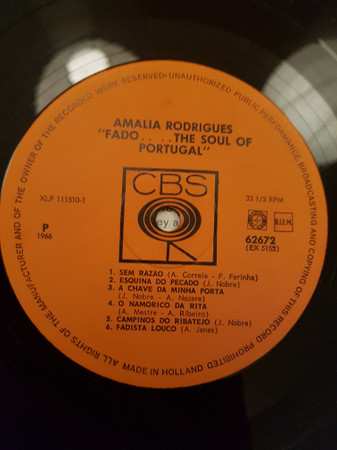 ALL RIGHTS OF THE MANUFACTURER AND OF THE OWNER OF THE RECORDED WORK RESERVED · UNAUTHORIZED PUBLIC PERFORMANCE, BROADCASTING AND COPYING OF THIS RECORD PROHIBITED
AMALIA RODRIGUES
"FADO.. ..THE SOUL OF
PORTUGAL"
CBS
XLP 111510-1
33 1/3 RPM
P
1966
B.I.E.M.
62672
(EX 5155)
1. SEM RAZAO (A. Correia - F. Farinha)
2. ESQUINA DO PECADO (J. Nobre)
3. A CHAVE DA MINHA PORTA
(J. Nobre - A. Nazare)
4. O NAMORICO DA RITA
(A. Mestre - A. Ribeiro)
5. CAMPINOS DO RIBATEJO (J. Nobre)
6. FADISTA LOUCO (A. Janes)
MADE IN HOLLAND